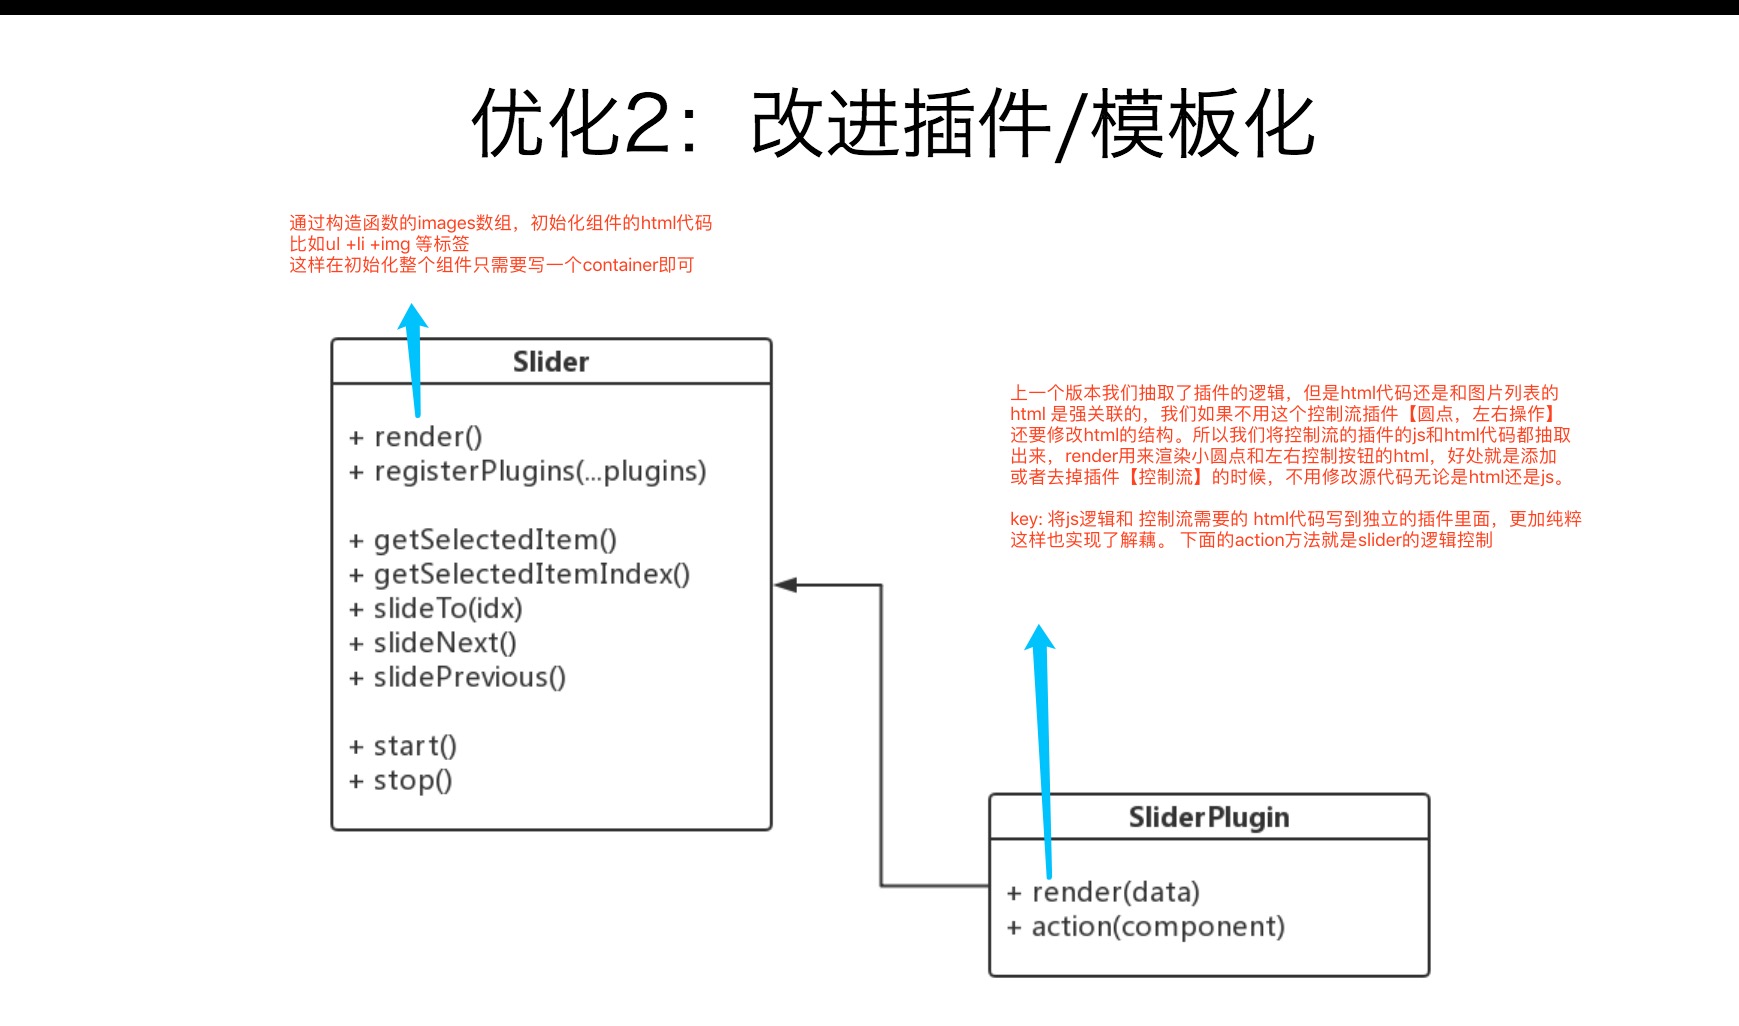 优化2：改进插件/模板化
通过构造函数的images数组，初始化组件的html代码
比如ul +li +img 等标签
这样在初始化整个组件只需要写一个container即可
Slider
+ render()
+ registerPlugins(...plugins)
+ getSelectedItem()
+ getSelectedItemIndex()
+ slideTo(idx)
+ slideNext()
+ slidePrevious()
+ start()
+ stop()
上一个版本我们抽取了插件的逻辑，但是html代码还是和图片列表的
html 是强关联的，我们如果不用这个控制流插件【圆点，左右操作】
还要修改html的结构。所以我们将控制流的插件的js和html代码都抽取
出来，render用来渲染小圆点和左右控制按钮的html，好处就是添加
或者去掉插件【控制流】的时候，不用修改源代码无论是html还是js。
key: 将js逻辑和 控制流需要的 html代码写到独立的插件里面，更加纯粹
这样也实现了解藕。 下面的action方法就是slider的逻辑控制
SliderPlugin
+ render(data)
+ action(component)